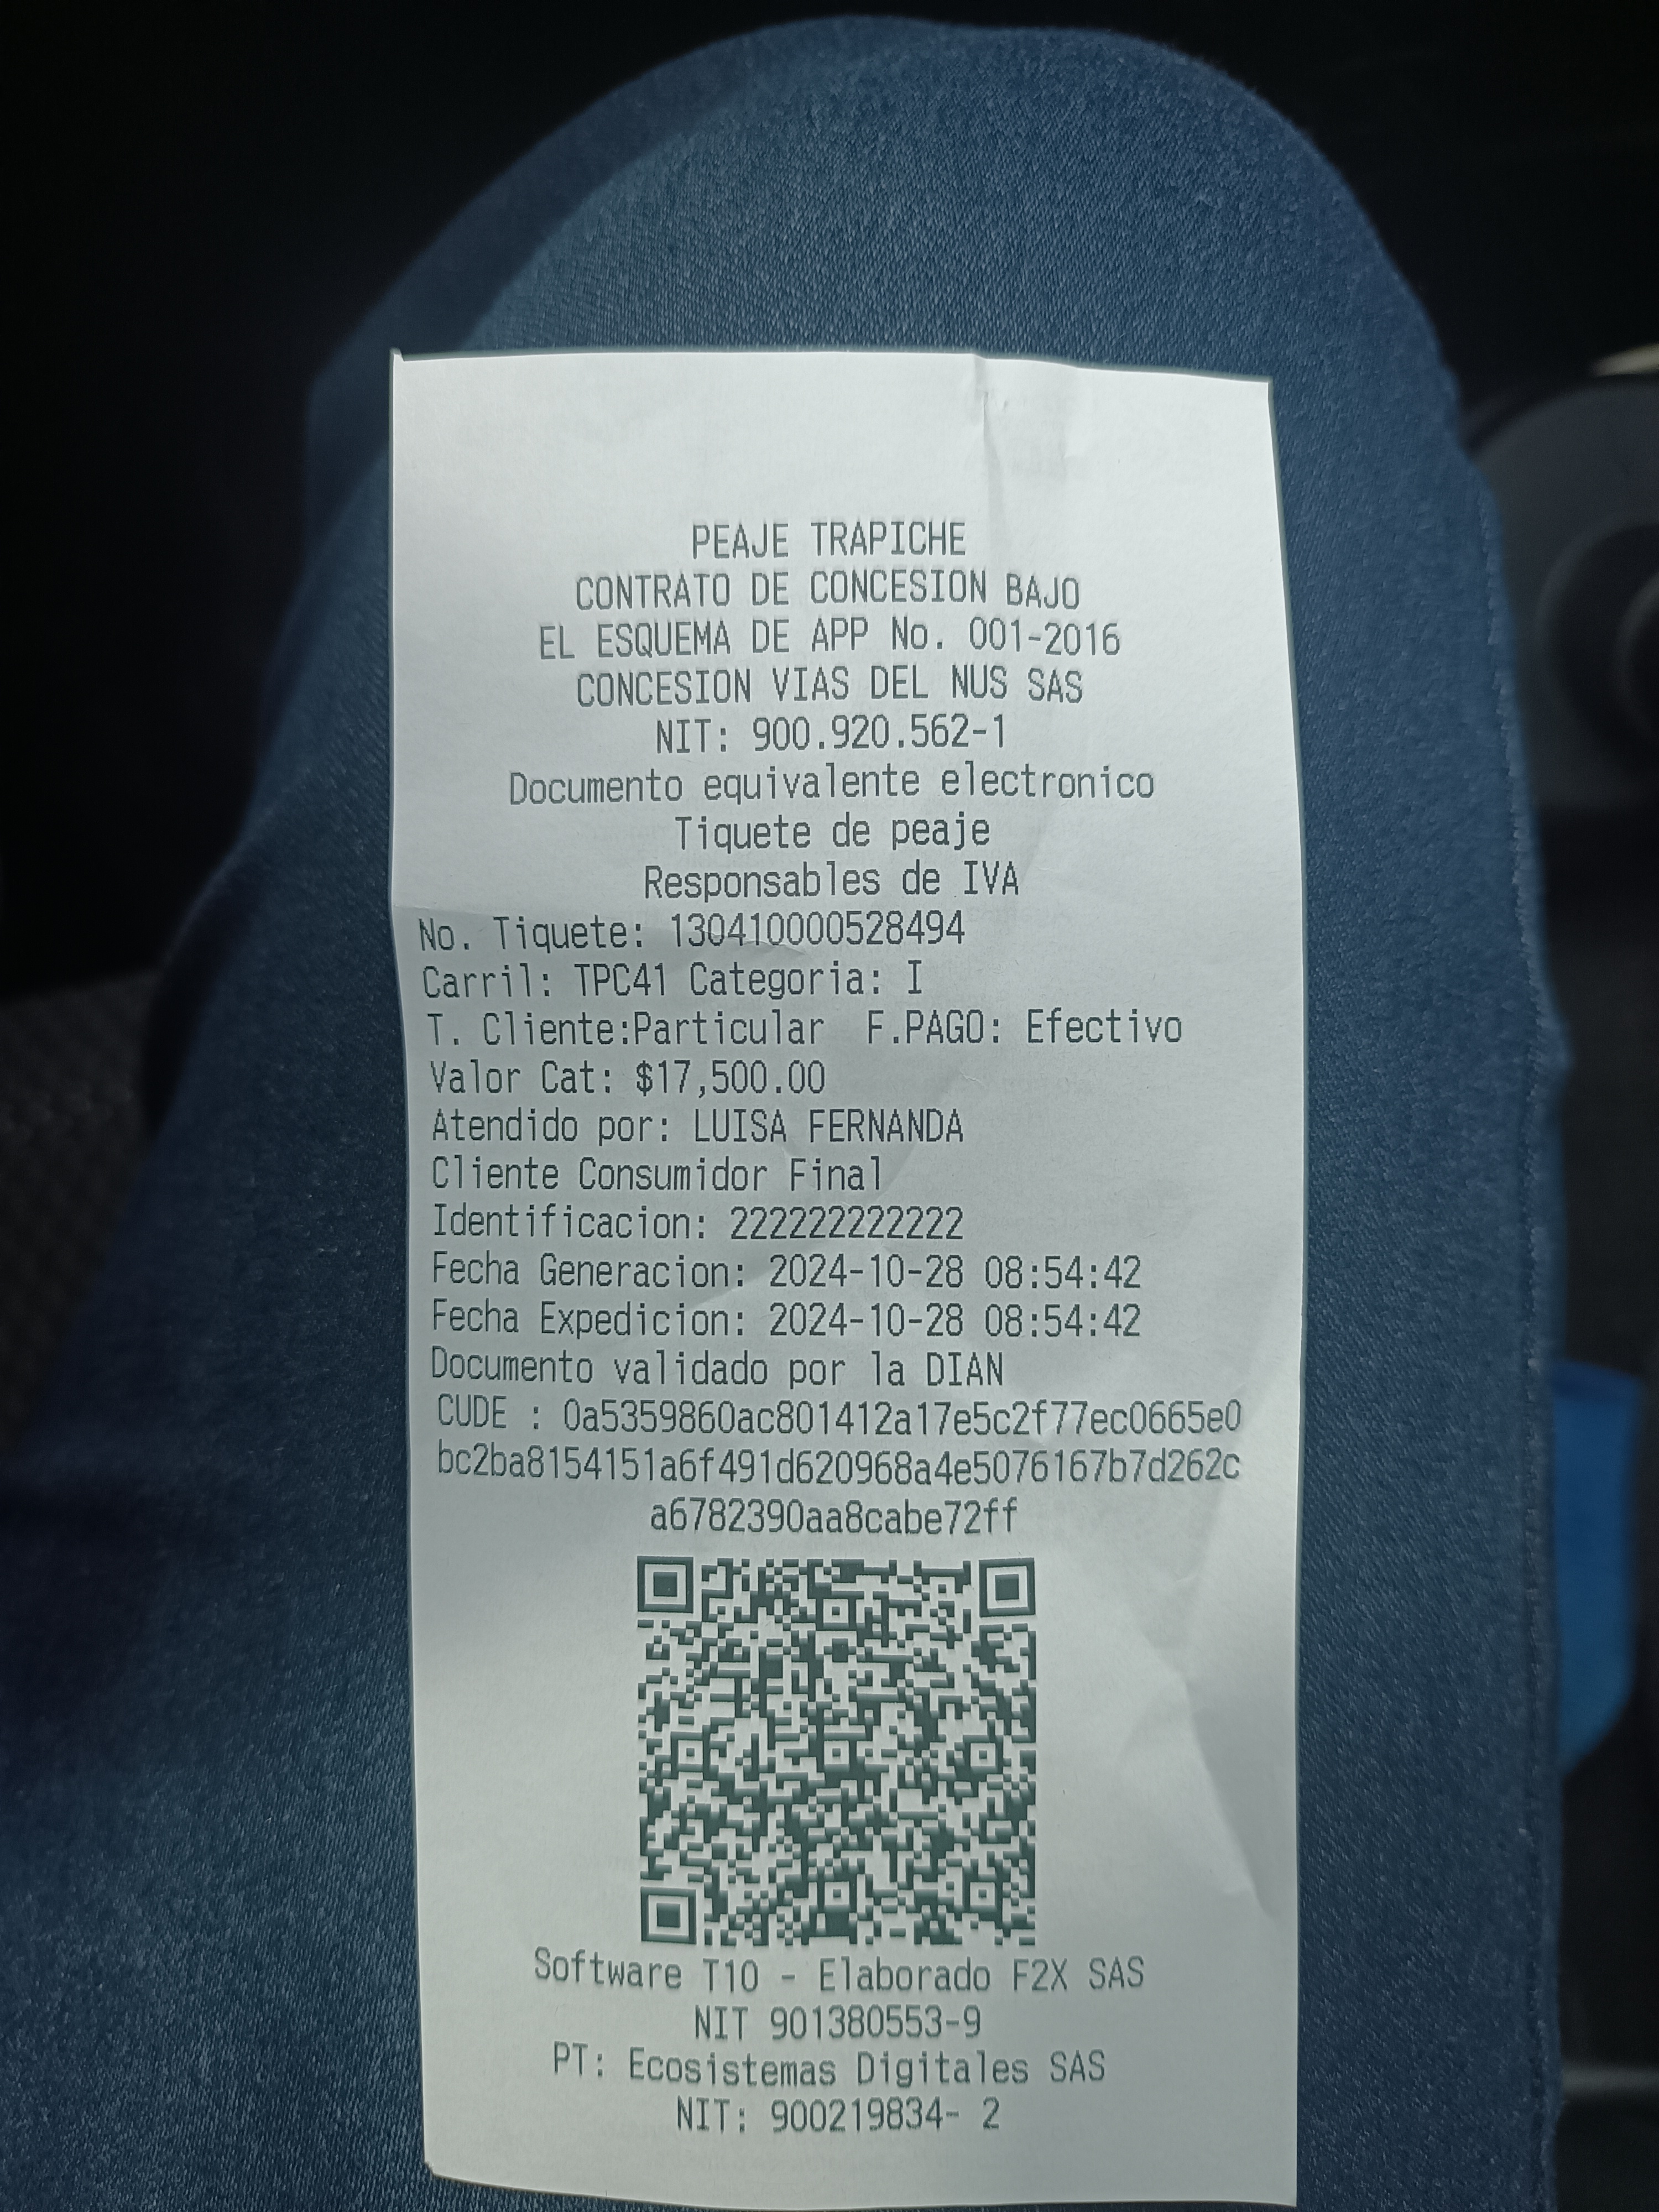 PEAJE TRAPICHE
CONTRATO DE CONCESION BAJO
EL ESQUEMA DE APP No. 001-2016
CONCESION VIAS DEL NUS SAS
NIT: 900.920.562-1
Documento equivalente electronico
Tiquete de peaje
Responsables de IVA
No. Tiquete: 130410000528494
Carril: TPC41 Categoria: I
T. Cliente:Particular  F.PAGO: Efectivo
Valor Cat: $17,500.00
Atendido por: LUISA FERNANDA
Cliente Consumidor Final
Identificacion: 222222222222
Fecha Generacion: 2024-10-28 08:54:42
Fecha Expedicion: 2024-10-28 08:54:42
Documento validado por la DIAN
CUDE : 0a5359860ac801412a17e5c2f77ec0665e0
bc2ba8154151a6f491d620968a4e5076167b7d262c
a6782390aa8cabe72ff
Software T10 - Elaborado F2X SAS
NIT 901380553-9
PT: Ecosistemas Digitales SAS
NIT: 900219834- 2